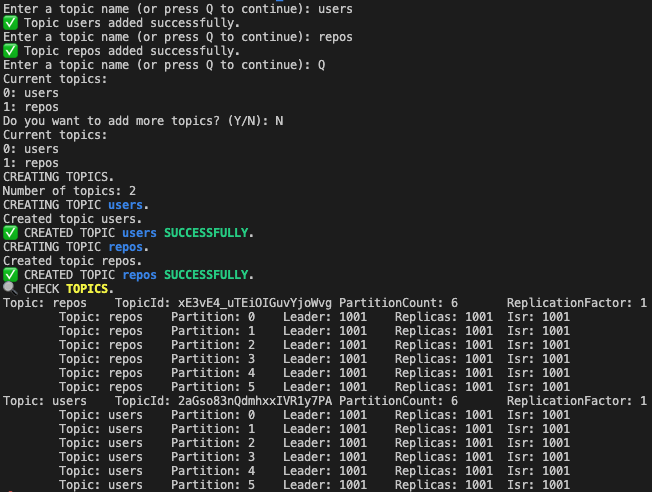 Enter a topic name (or press Q to continue): users
✅ Topic users added successfully.
Enter a topic name (or press Q to continue): repos
✅ Topic repos added successfully.
Enter a topic name (or press Q to continue): Q
Current topics:
0: users
1: repos
Do you want to add more topics? (Y/N): N
Current topics:
0: users
1: repos
CREATING TOPICS.
Number of topics: 2
CREATING TOPIC users.
Created topic users.
✅ CREATED TOPIC users SUCCESSFULLY.
CREATING TOPIC repos.
Created topic repos.
✅ CREATED TOPIC repos SUCCESSFULLY.
🔍 CHECK TOPICS.
Topic: repos TopicId: xE3vE4_uTEiOIGuvYjoWvg PartitionCount: 6 ReplicationFactor: 1
Topic: repos Partition: 0 Leader: 1001 Replicas: 1001 Isr: 1001
Topic: repos Partition: 1 Leader: 1001 Replicas: 1001 Isr: 1001
Topic: repos Partition: 2 Leader: 1001 Replicas: 1001 Isr: 1001
Topic: repos Partition: 3 Leader: 1001 Replicas: 1001 Isr: 1001
Topic: repos Partition: 4 Leader: 1001 Replicas: 1001 Isr: 1001
Topic: repos Partition: 5 Leader: 1001 Replicas: 1001 Isr: 1001
Topic: users TopicId: 2aGso83nQdmhxxIVR1y7PA PartitionCount: 6 ReplicationFactor: 1
Topic: users Partition: 0 Leader: 1001 Replicas: 1001 Isr: 1001
Topic: users Partition: 1 Leader: 1001 Replicas: 1001 Isr: 1001
Topic: users Partition: 2 Leader: 1001 Replicas: 1001 Isr: 1001
Topic: users Partition: 3 Leader: 1001 Replicas: 1001 Isr: 1001
Topic: users Partition: 4 Leader: 1001 Replicas: 1001 Isr: 1001
Topic: users Partition: 5 Leader: 1001 Replicas: 1001 Isr: 1001